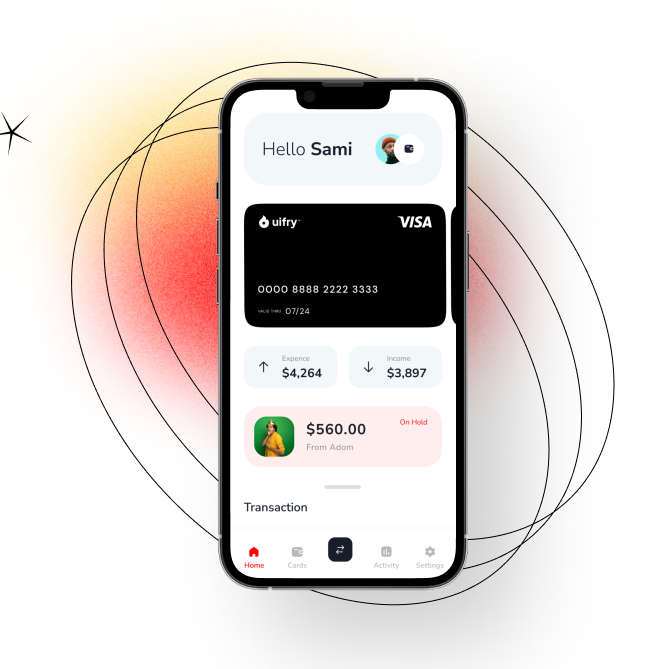 Hello Sami
uifry™
VISA
0000 8888 2222 3333
VALID THRU 07/24
Expence
$4,264
Income
$3,897
$560.00
On Hold
From Adom
Transaction
Home
Cards
Activity
Settings